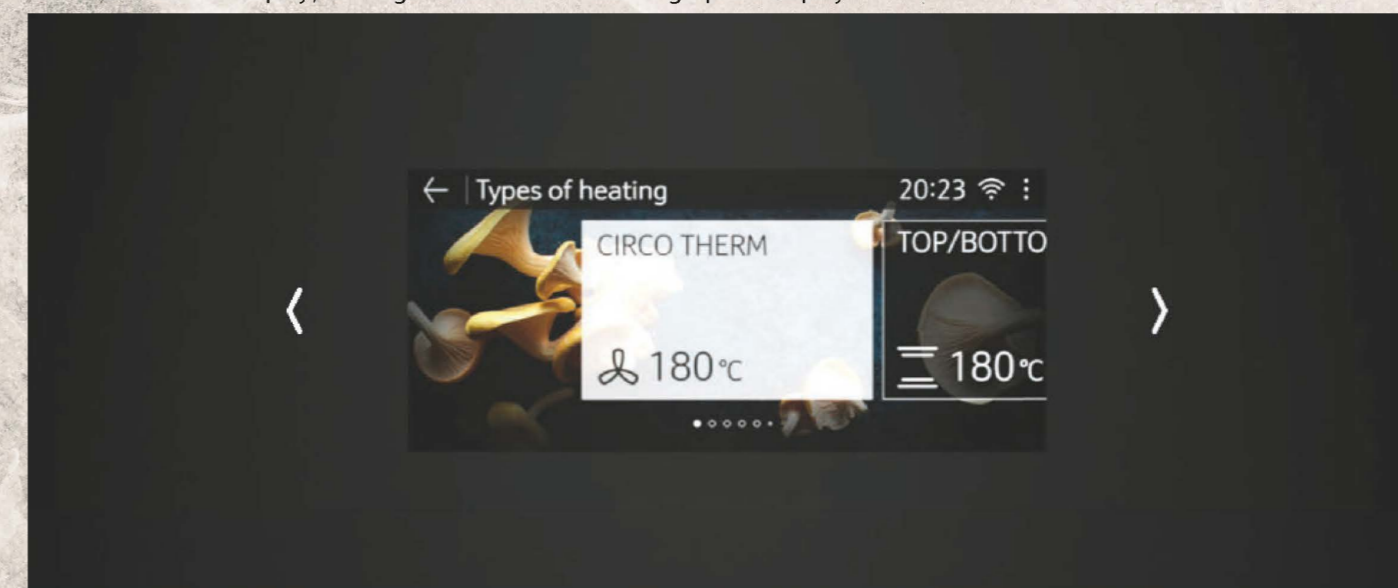 ← Types of heating 20:23
CIRCO THERM
TOP/BOTTO
180°C
180°C